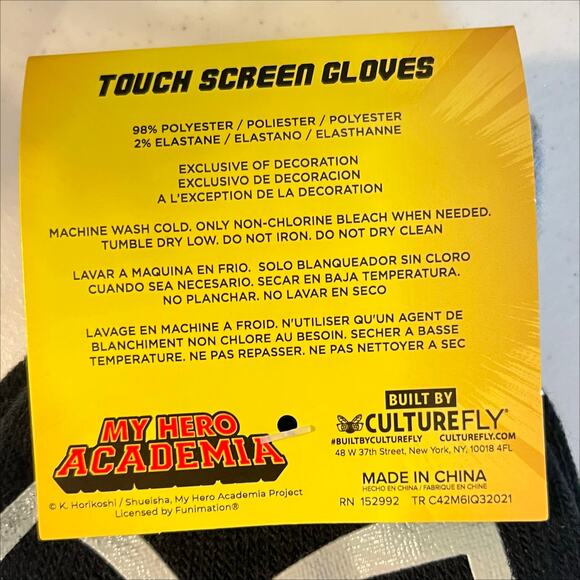 TOUCH SCREEN GLOVES
98% POLYESTER / POLIESTER / POLYESTER
2% ELASTANE / ELASTANO / ELASTHANNE
EXCLUSIVE OF DECORATION
EXCLUSIVO DE DECORACION
A L'EXCEPTION DE LA DECORATION
MACHINE WASH COLD. ONLY NON-CHLORINE BLEACH WHEN NEEDED.
TUMBLE DRY LOW. DO NOT IRON. DO NOT DRY CLEAN
LAVAR A MAQUINA EN FRIO. SOLO BLANQUEADOR SIN CLORO
CUANDO SEA NECESARIO. SECAR EN BAJA TEMPERATURA.
NO PLANCHAR. NO LAVAR EN SECO
LAVAGE EN MACHINE A FROID. N'UTILISER QU'UN AGENT DE
BLANCHIMENT NON CHLORE AU BESOIN. SECHER A BASSE
TEMPERATURE. NE PAS REPASSER. NE PAS NETTOYER A SEC
MY HERO
ACADEMIA
© K. Horikoshi / Shueisha, My Hero Academia Project
Licensed by Funimation®
BUILT BY
CULTUREFLY®
#BUILTBYCULTUREFLY CULTUREFLY.COM
48 W 37th Street, New York, NY, 10018 4FL
MADE IN CHINA
HECHO EN CHINA / FABRIQUE EN CHINE
RN 152992 TR C42M6IQ32021